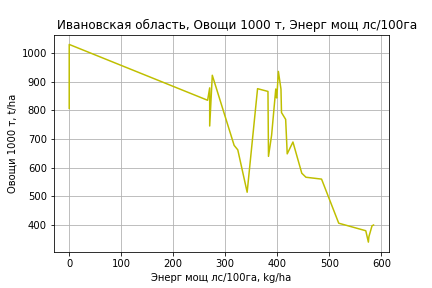 Ивановская область, Овощи 1000 т, Энерг мощ лс/100га
1000
900
800
700
600
500
400
Овощи 1000 т, t/ha
0 100 200 300 400 500 600
Энерг мощ лс/100га, kg/ha